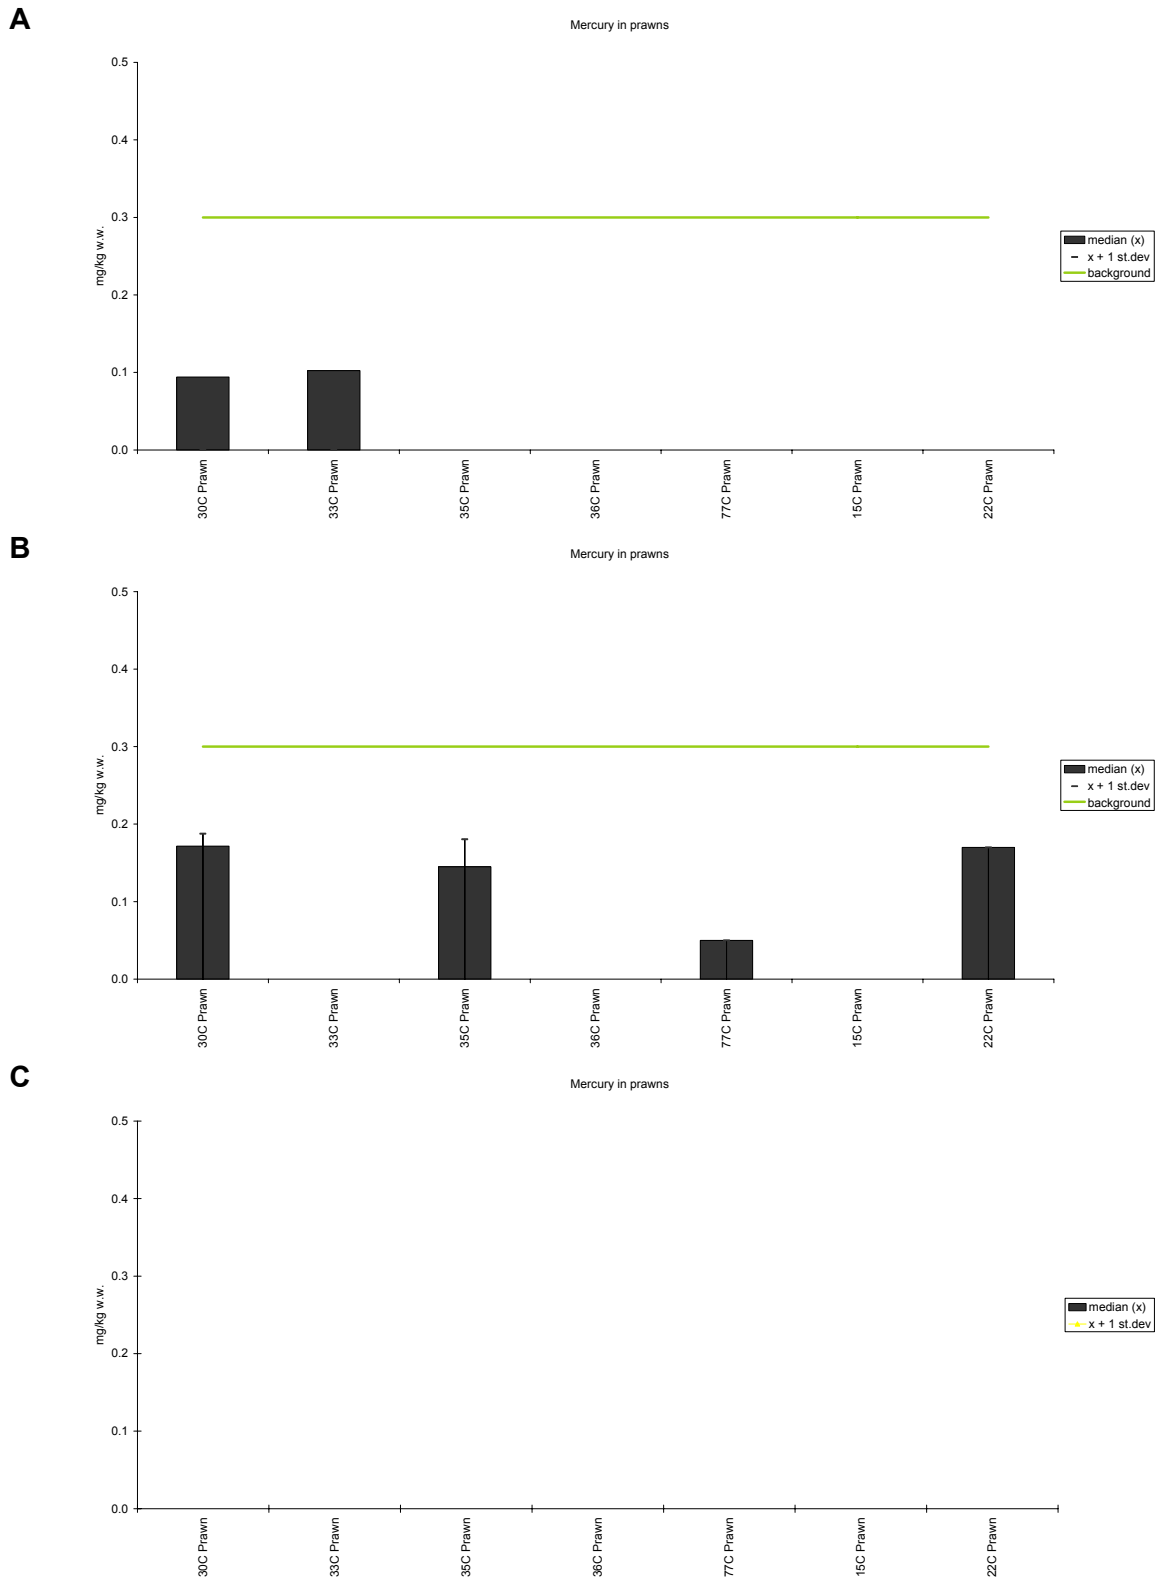 A
Mercury in prawns
0.5
0.4
0.3
0.2
0.1
0.0
mg/kg w.w.
30C Prawn
33C Prawn
35C Prawn
36C Prawn
77C Prawn
15C Prawn
22C Prawn
median (x)
x + 1 st.dev
background
B
Mercury in prawns
0.5
0.4
0.3
0.2
0.1
0.0
mg/kg w.w.
30C Prawn
33C Prawn
35C Prawn
36C Prawn
77C Prawn
15C Prawn
22C Prawn
median (x)
x + 1 st.dev
background
C
Mercury in prawns
0.5
0.4
0.3
0.2
0.1
0.0
mg/kg w.w.
30C Prawn
33C Prawn
35C Prawn
36C Prawn
77C Prawn
15C Prawn
22C Prawn
median (x)
x + 1 st.dev